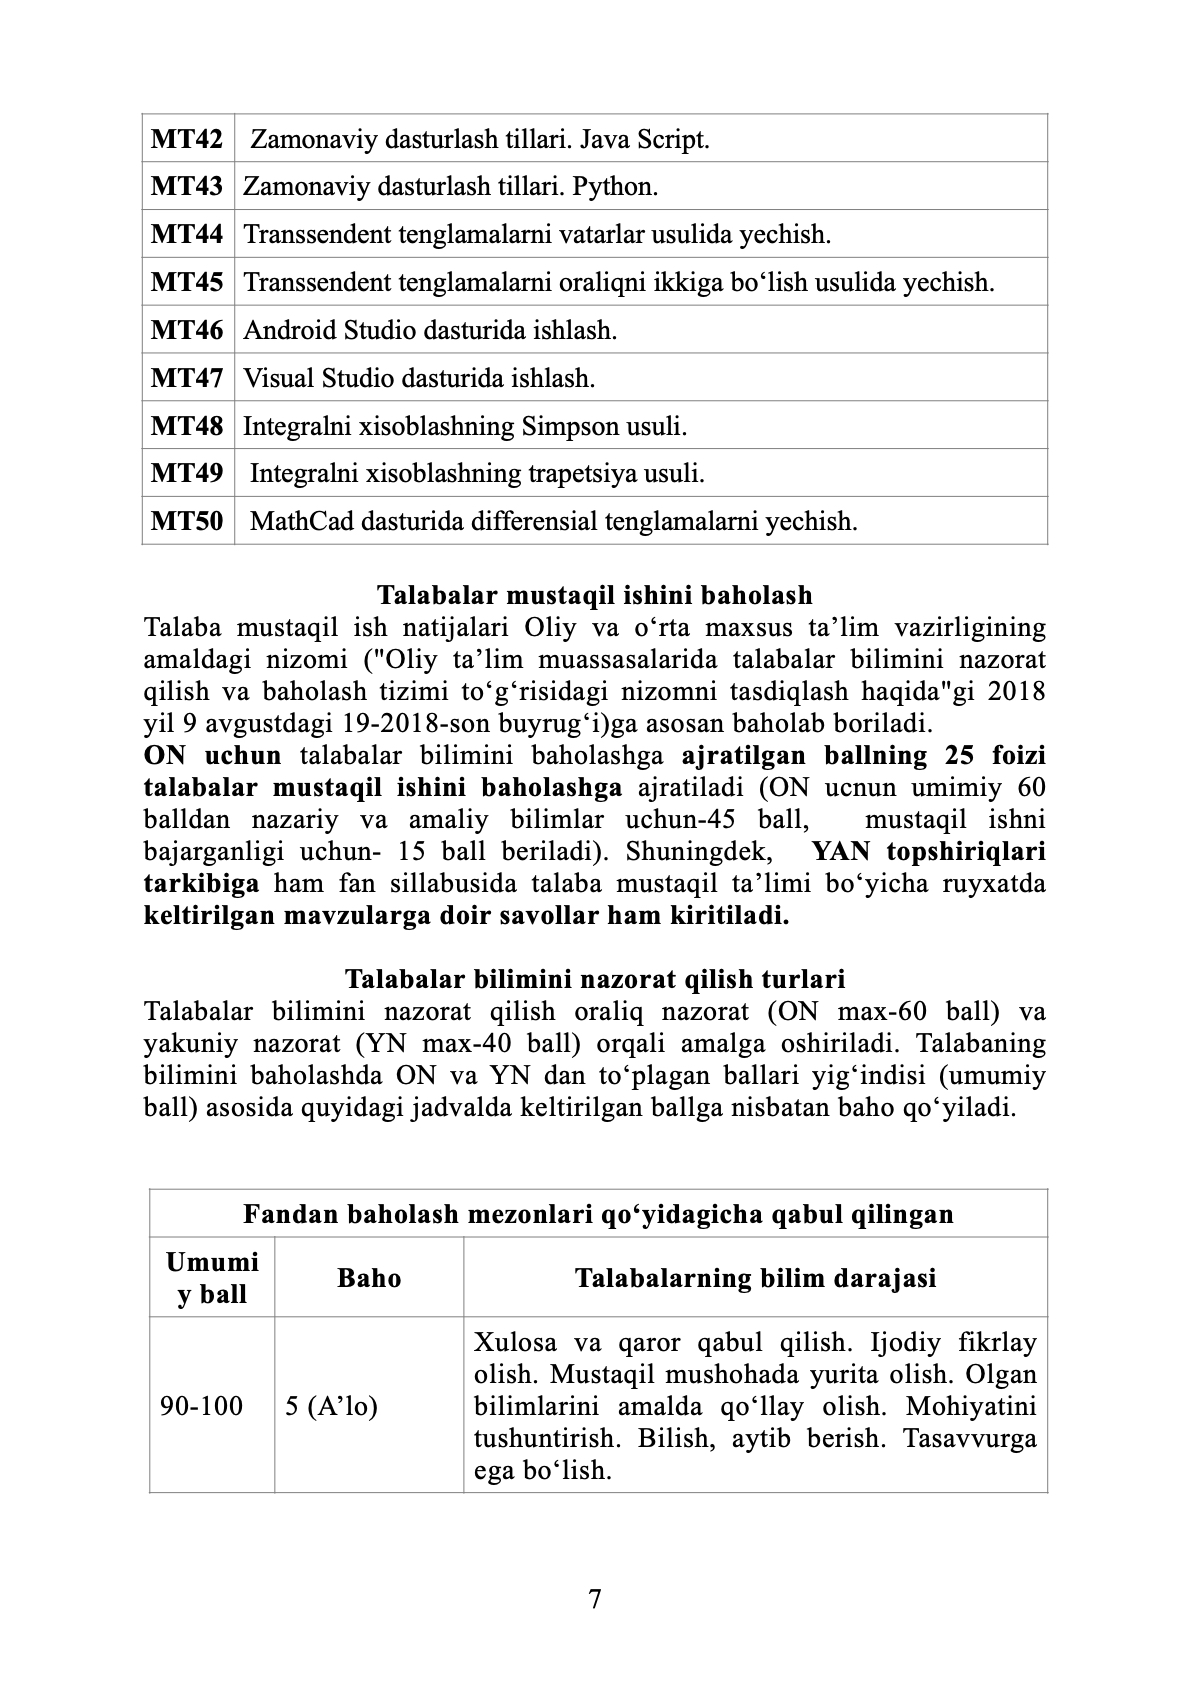 MT42 Zamonaviy dasturlash tillari. Java Script.
MT43 Zamonaviy dasturlash tillari. Python.
MT44 Transsendent tenglamalarni vatarlar usulida yechish.
MT45 Transsendent tenglamalarni oraliqni ikkiga bo‘lish usulida yechish.
MT46 Android Studio dasturida ishlash.
MT47 Visual Studio dasturida ishlash.
MT48 Integralni xisoblashning Simpson usuli.
MT49 Integralni xisoblashning trapetsiya usuli.
MT50 MathCad dasturida differensial tenglamalarni yechish.
Talabalar mustaqil ishini baholash
Talaba mustaqil ish natijalari Oliy va o‘rta maxsus ta’lim vazirligining
amaldagi nizomi ("Oliy ta’lim muassasalarida talabalar bilimini nazorat
qilish va baholash tizimi to‘g‘risidagi nizomni tasdiqlash haqida"gi 2018
yil 9 avgustdagi 19-2018-son buyrug‘i)ga asosan baholab boriladi.
ON uchun talabalar bilimini baholashga ajratilgan ballning 25 foizi
talabalar mustaqil ishini baholashga ajratiladi (ON ucnun umimiy 60
balldan nazariy va amaliy bilimlar uchun-45 ball, mustaqil ishni
bajarganligi uchun- 15 ball beriladi). Shuningdek, YAN topshiriqlari
tarkibiga ham fan sillabusida talaba mustaqil ta’limi bo‘yicha ruyxatda
keltirilgan mavzularga doir savollar ham kiritiladi.
Talabalar bilimini nazorat qilish turlari
Talabalar bilimini nazorat qilish oraliq nazorat (ON max-60 ball) va
yakuniy nazorat (YN max-40 ball) orqali amalga oshiriladi. Talabaning
bilimini baholashda ON va YN dan to‘plagan ballari yig‘indisi (umumiy
ball) asosida quyidagi jadvalda keltirilgan ballga nisbatan baho qo‘yiladi.
Fandan baholash mezonlari qo‘yidagicha qabul qilingan
Umumi
y ball
Baho
Talabalarning bilim darajasi
90-100
5 (A’lo)
Xulosa va qaror qabul qilish. Ijodiy fikrlay
olish. Mustaqil mushohada yurita olish. Olgan
bilimlarini amalda qo‘llay olish. Mohiyatini
tushuntirish. Bilish, aytib berish. Tasavvurga
ega bo‘lish.
7